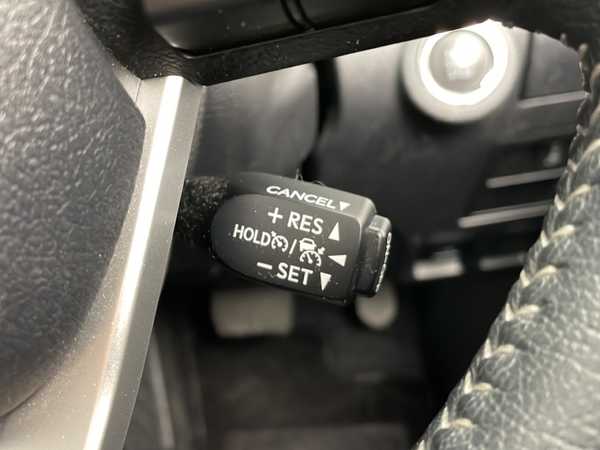 CANCEL▼
+ RES ▲
HOLD / ◀
− SET ▼